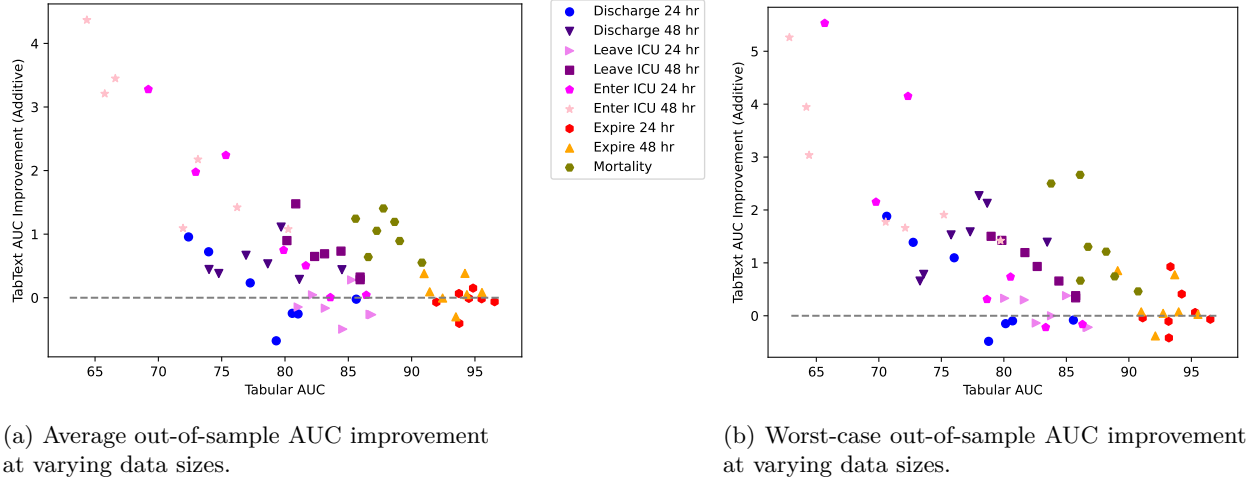 TabText AUC Improvement (Additive)
4
3
2
1
0
65 70 75 80 85 90 95
Tabular AUC
Discharge 24 hr
Discharge 48 hr
Leave ICU 24 hr
Leave ICU 48 hr
Enter ICU 24 hr
Enter ICU 48 hr
Expire 24 hr
Expire 48 hr
Mortality
TabText AUC Improvement (Additive)
5
4
3
2
1
0
65 70 75 80 85 90 95
Tabular AUC
(a) Average out-of-sample AUC improvement
at varying data sizes.
(b) Worst-case out-of-sample AUC improvement
at varying data sizes.